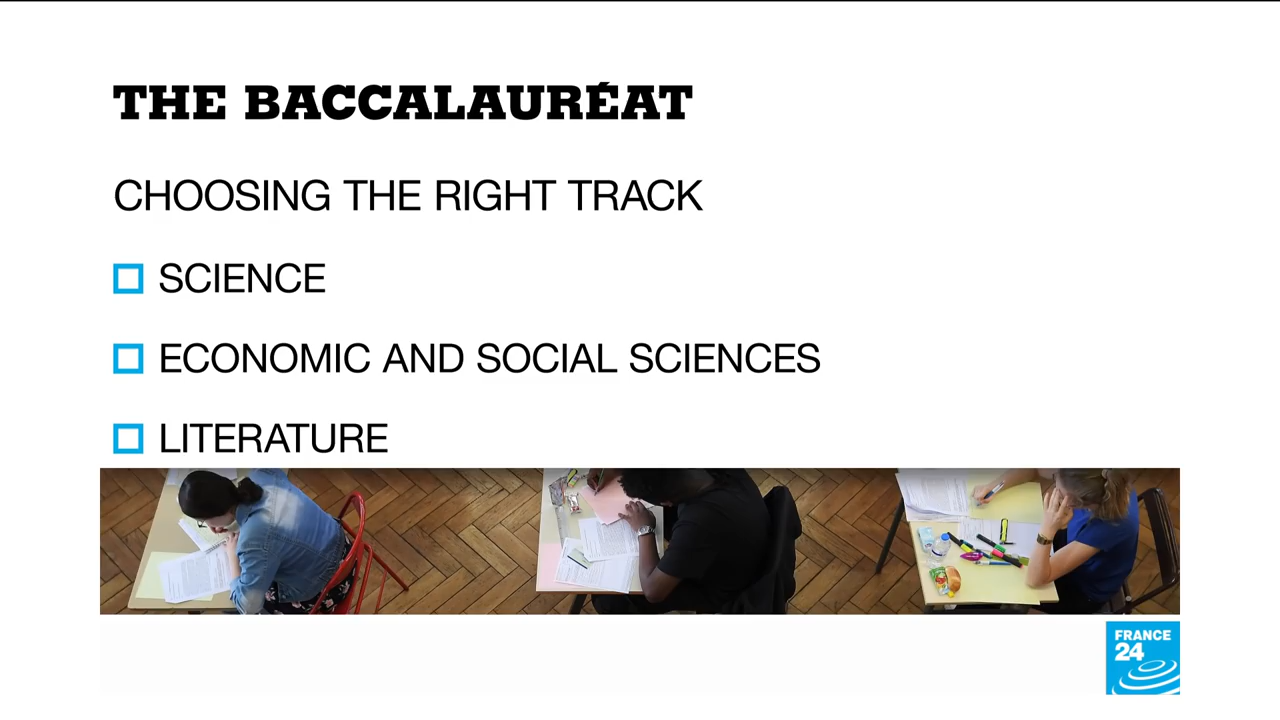 THE BACCALAURÉAT
CHOOSING THE RIGHT TRACK
SCIENCE
ECONOMIC AND SOCIAL SCIENCES
LITERATURE
FRANCE
24